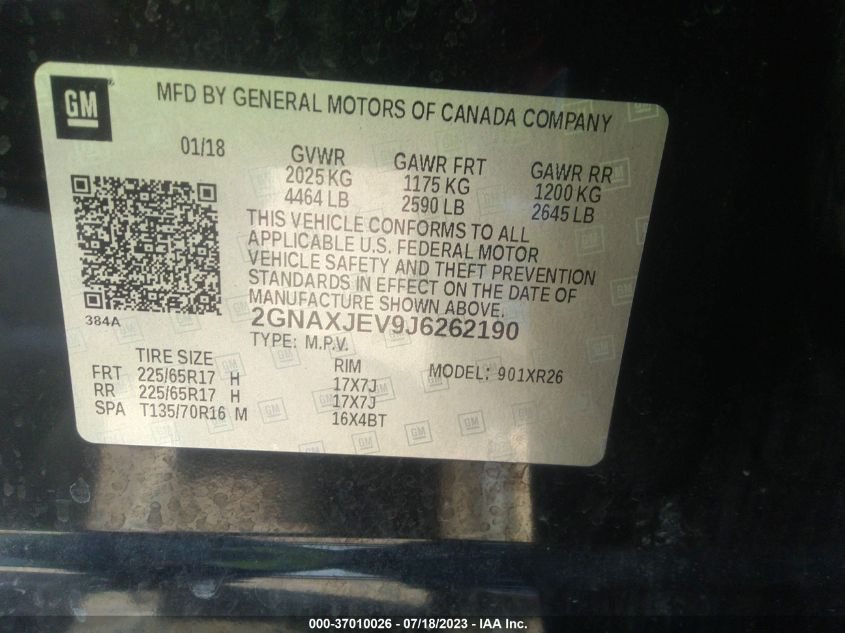 GM
MFD BY GENERAL MOTORS OF CANADA COMPANY
01/18
GVWR GAWR FRT GAWR RR
2025 KG 1175 KG 1200 KG
4464 LB 2590 LB 2645 LB
THIS VEHICLE CONFORMS TO ALL
APPLICABLE U.S. FEDERAL MOTOR
VEHICLE SAFETY AND THEFT PREVENTION
STANDARDS IN EFFECT ON THE DATE OF
MANUFACTURE SHOWN ABOVE.
384A
2GNAXJEV9J6262190
TYPE: M.P.V.
TIRE SIZE RIM MODEL: 901XR26
FRT 225/65R17 H 17X7J
RR 225/65R17 H 17X7J
SPA T135/70R16 M 16X4BT
000-37010026 - 07/18/2023 - IAA Inc.